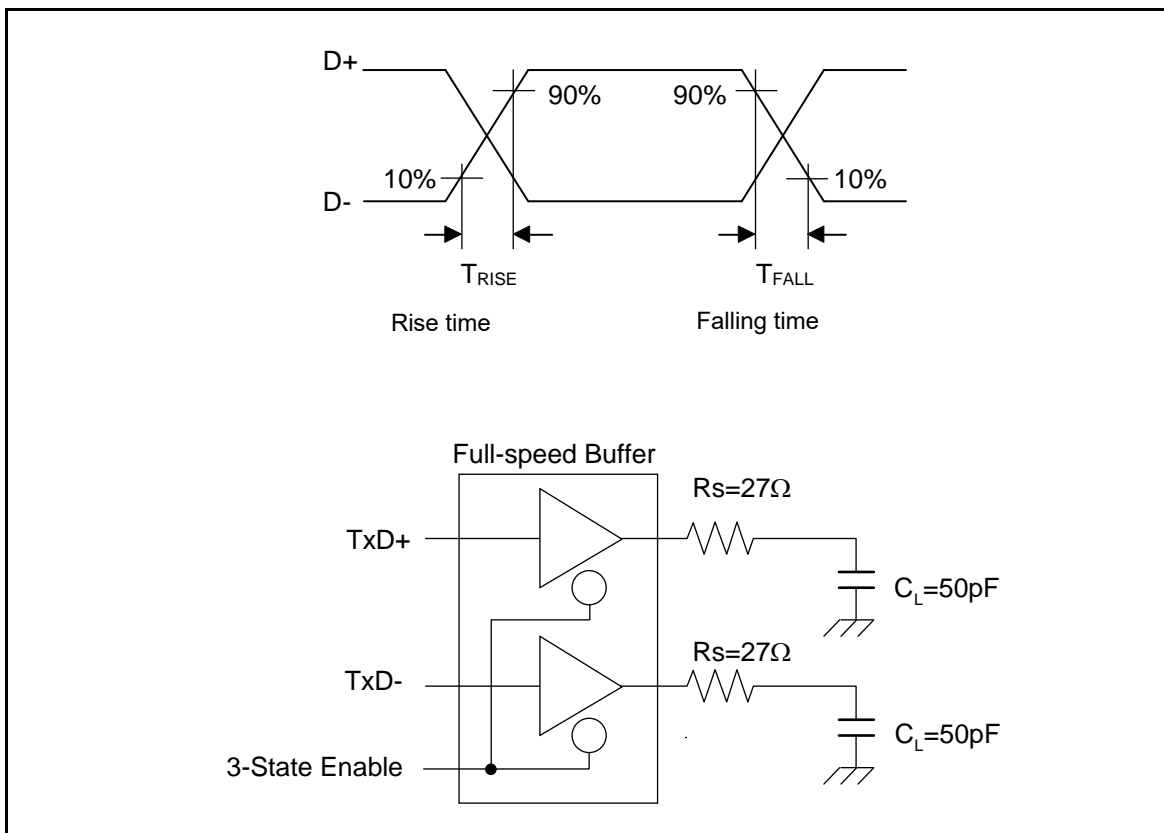 D+
90% 90%
10% 10%
D-
TRISE TFALL
Rise time Falling time
Full-speed Buffer
Rs=27Ω
TxD+
CL=50pF
Rs=27Ω
TxD-
CL=50pF
3-State Enable